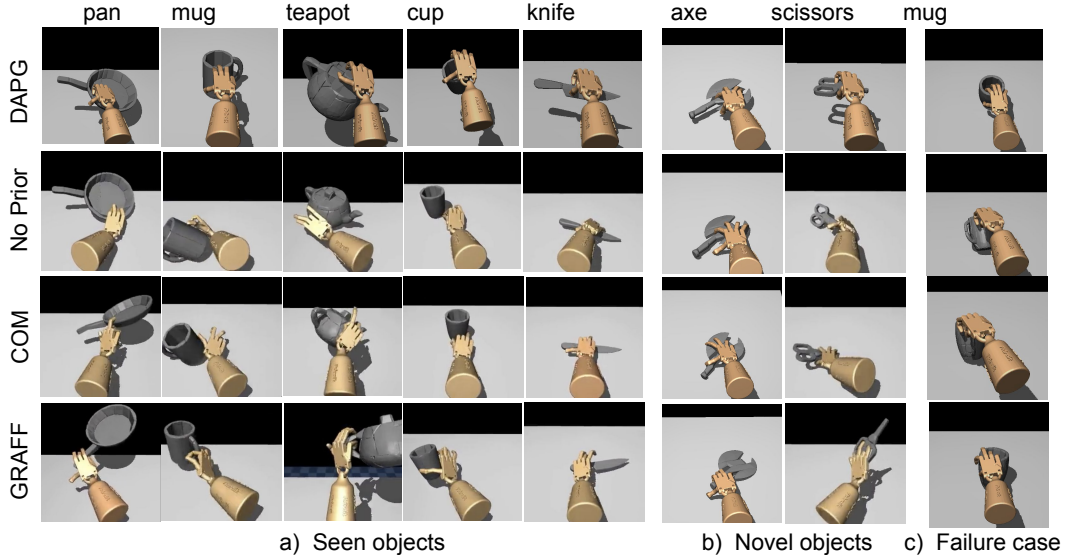 pan mug teapot cup knife axe scissors mug
DAPG
No Prior
COM
GRAFF
a) Seen objects b) Novel objects c) Failure case